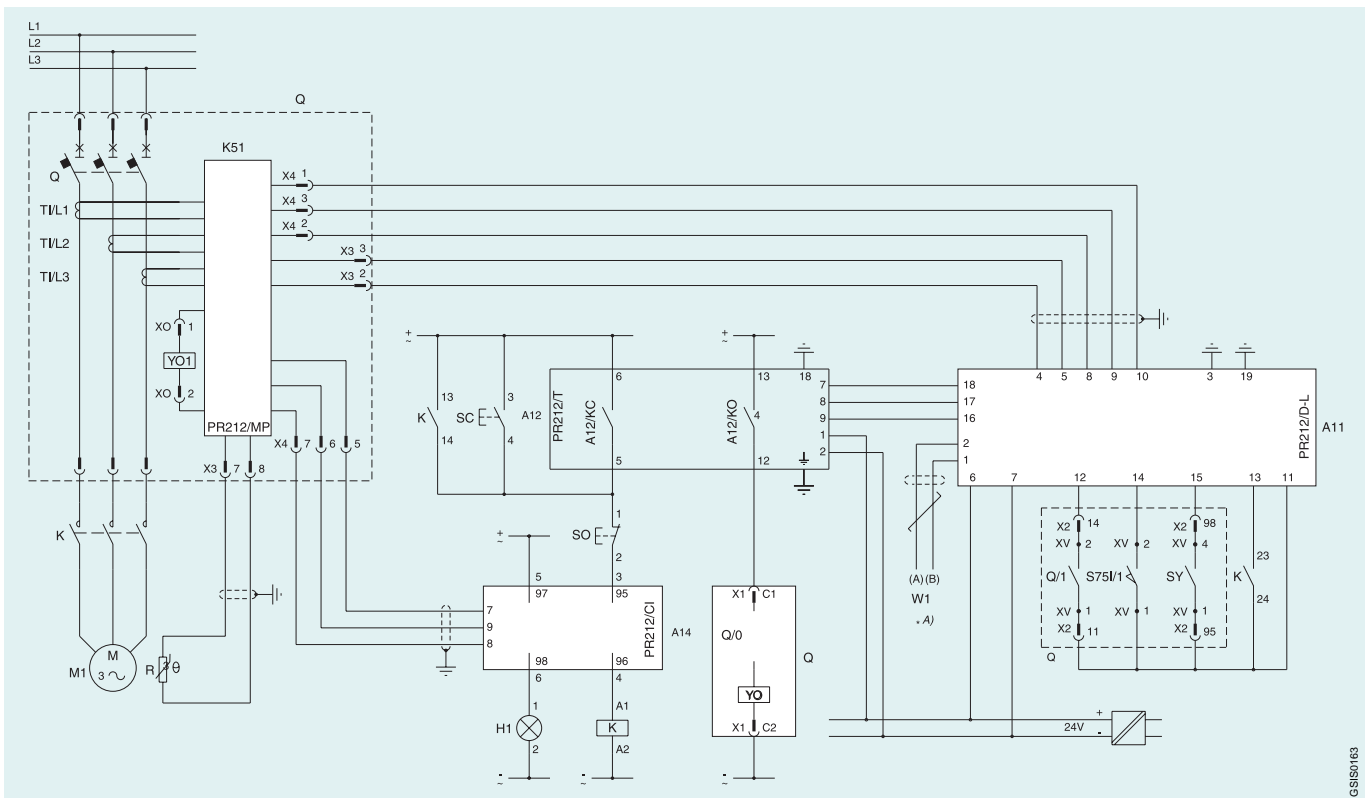 L1
L2
L3
Q
K51
Q
X4 1
X4 3
TI/L1
X4 2
TI/L2
X3 3
TI/L3
X3 2
XO 1
YO1
XO 2
PR212/MP
X4 7 6 5
X3 7 8
+
~
+
~
6
13
18
7
8
9
1
2
13
K
14
3
SC
4
A12
PR212/T
A12/KC
A12/KO
4
5
12
4 5 8 9 10 3 19
18
17
16
2
1
PR212/D-L
A11
6 7 12 14 15 13 11
K
1
SO
2
+
~
5
97
3
95
7
9
8
PR212/CI
A14
98
6
96
4
M1
M
3 ~
R
θ
H1
1
2
A1
K
A2
-
~
-
~
X1 C1
Q/0
Q
YO
X1 C2
-
~
(A) (B)
W1
* A)
X2 14
XV 2
XV 2
X2 98
XV 4
Q/1
S75I/1
SY
K
23
24
XV 1
X2 11
XV 1
XV 1
X2 95
Q
+
24V
-
GSIS0163